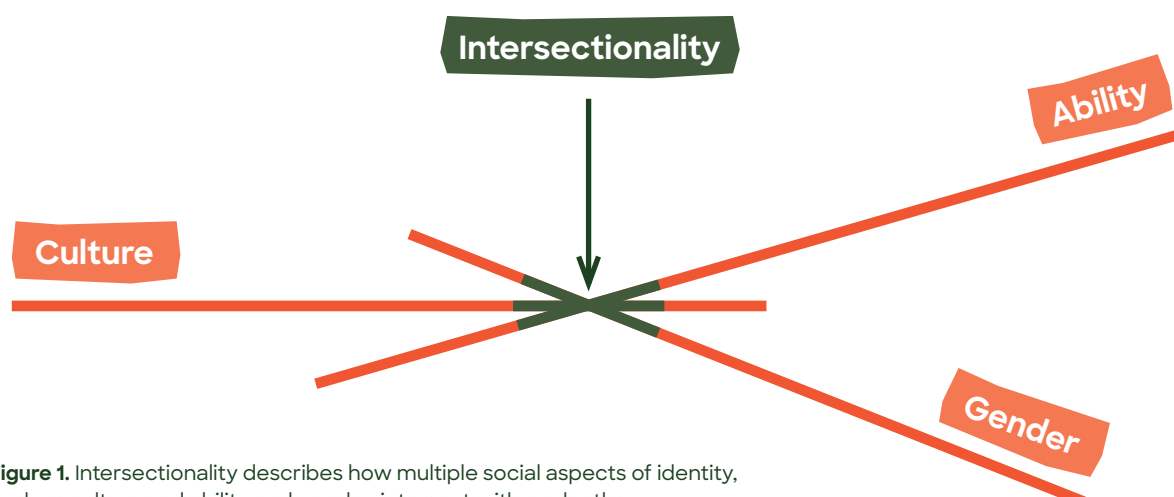 Intersectionality
Ability
Culture
Gender
igure 1. Intersectionality describes how multiple social aspects of identity,